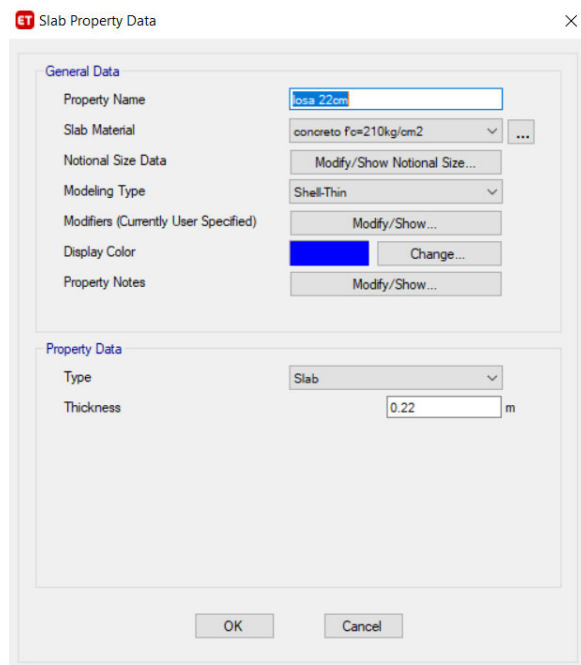 ET Slab Property Data
General Data
Property Name losa 22cm
Slab Material concreto f'c=210kg/cm2 ...
Notional Size Data Modify/Show Notional Size...
Modeling Type Shell-Thin
Modifiers (Currently User Specified) Modify/Show...
Display Color Change...
Property Notes Modify/Show...
Property Data
Type Slab
Thickness 0.22 m
OK Cancel